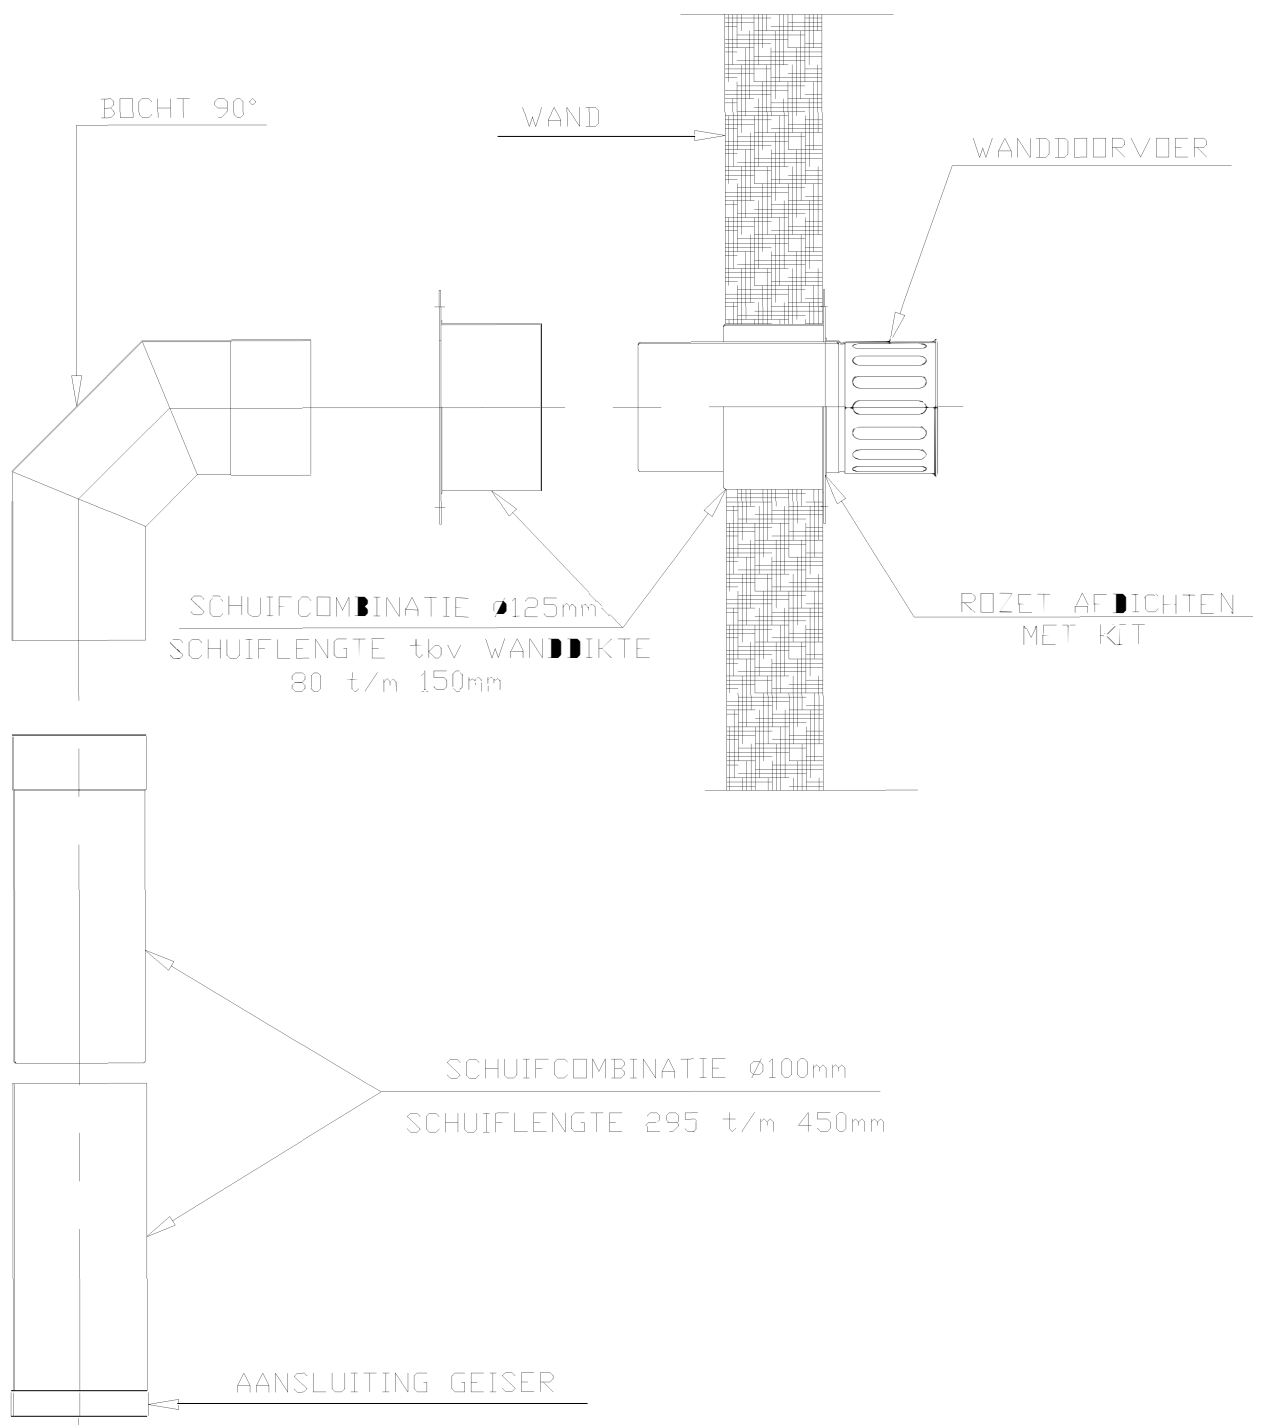 BOCHT 90°
WAND
WANDDOORVOER
SCHUIFCOMBINATIE Ø125mm
SCHUIFLENGTE tbv WANDDIKTE
80 t/m 150mm
ROZET AFDICHTEN
MET KIT
SCHUIFCOMBINATIE Ø100mm
SCHUIFLENGTE 295 t/m 450mm
AANSLUITING GEISER